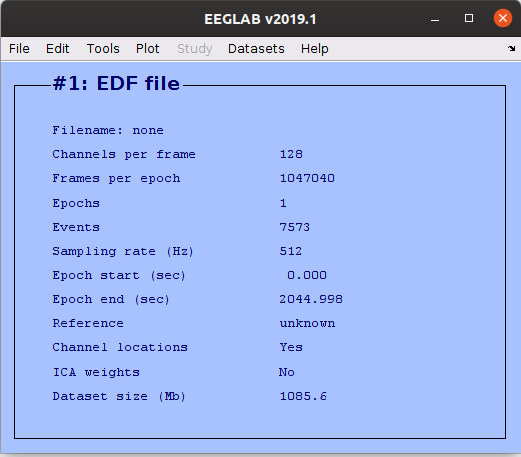 EEGLAB v2019.1
File Edit Tools Plot Study Datasets Help
#1: EDF file
Filename: none
Channels per frame 128
Frames per epoch 1047040
Epochs 1
Events 7573
Sampling rate (Hz) 512
Epoch start (sec) 0.000
Epoch end (sec) 2044.998
Reference unknown
Channel locations Yes
ICA weights No
Dataset size (Mb) 1085.6